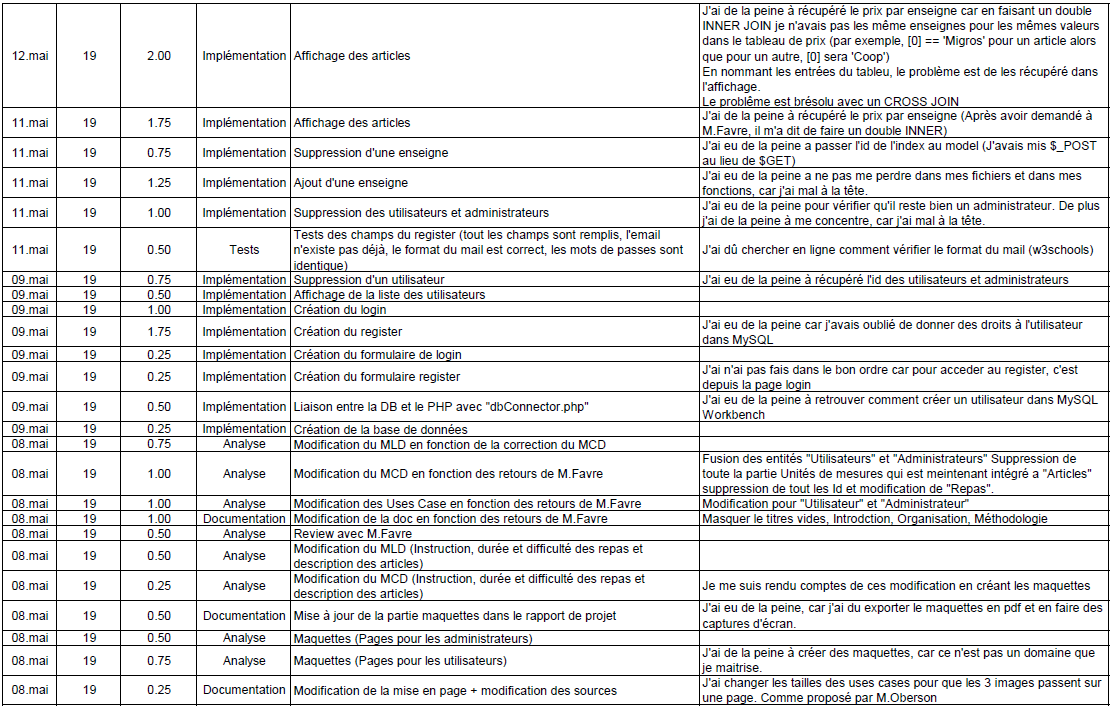 J'ai de la peine à récupéré le prix par enseigne car en faisant un double
INNER JOIN je n'avais pas les même enseignes pour les mêmes valeurs
dans le tableau de prix (par exemple, [0] == 'Migros' pour un article alors
12.mai 19 2.00 Implémentation Affichage des articles que pour un autre, [0] sera 'Coop')
En nommant les entrées du tableu, le problème est de les récupéré dans
l'affichage.
Le problême est brésolu avec un CROSS JOIN
11.mai 19 1.75 Implémentation Affichage des articles J'ai de la peine à récupéré le prix par enseigne (Après avoir demandé à
M.Favre, il m'a dit de faire un double INNER)
11.mai 19 0.75 Implémentation Suppression d'une enseigne J'ai eu de la peine a passer l'id de l'index au model (J'avais mis $_POST
au lieu de $GET)
11.mai 19 1.25 Implémentation Ajout d'une enseigne J'ai eu de la peine a ne pas me perdre dans mes fichiers et dans mes
fonctions, car j'ai mal à la tête.
11.mai 19 1.00 Implémentation Suppression des utilisateurs et administrateurs J'ai eu de la peine pour vérifier qu'il reste bien un administrateur. De plus
j'ai de la peine à me concentre, car j'ai mal à la tête.
Tests des champs du register (tout les champs sont remplis, l'email
11.mai 19 0.50 Tests n'existe pas déjà, le format du mail est correct, les mots de passes sont J'ai dû chercher en ligne comment vérifier le format du mail (w3schools)
identique)
09.mai 19 0.75 Implémentation Suppression d'un utilisateur J'ai eu de la peine à récupéré l'id des utilisateurs et administrateurs
09.mai 19 0.50 Implémentation Affichage de la liste des utilisateurs
09.mai 19 1.00 Implémentation Création du login
09.mai 19 1.75 Implémentation Création du register J'ai eu de la peine car j'avais oublié de donner des droits à l'utilisateur
dans MySQL
09.mai 19 0.25 Implémentation Création du formulaire de login
09.mai 19 0.25 Implémentation Création du formulaire register J'ai n'ai pas fais dans le bon ordre car pour acceder au register, c'est
depuis la page login
09.mai 19 0.50 Implémentation Liaison entre la DB et le PHP avec "dbConnector.php" J'ai eu de la peine à retrouver comment créer un utilisateur dans MySQL
Workbench
09.mai 19 0.25 Implémentation Création de la base de données
08.mai 19 0.75 Analyse Modification du MLD en fonction de la correction du MCD
Fusion des entités "Utilisateurs" et "Administrateurs" Suppression de
08.mai 19 1.00 Analyse Modification du MCD en fonction des retours de M.Favre toute la partie Unités de mesures qui est meintenant intégré a "Articles"
suppression de tout les Id et modification de "Repas".
08.mai 19 1.00 Analyse Modification des Uses Case en fonction des retours de M.Favre Modification pour "Utilisateur" et "Administrateur"
08.mai 19 1.00 Documentation Modification de la doc en fonction des retours de M.Favre Masquer le titres vides, Introdction, Organisation, Méthodologie
08.mai 19 0.50 Analyse Review avec M.Favre
08.mai 19 0.50 Analyse Modification du MLD (Instruction, durée et difficulté des repas et
description des articles)
08.mai 19 0.25 Analyse Modification du MCD (Instruction, durée et difficulté des repas et
description des articles) Je me suis rendu comptes de ces modification en créant les maquettes
08.mai 19 0.50 Documentation Mise à jour de la partie maquettes dans le rapport de projet J'ai eu de la peine, car j'ai du exporter le maquettes en pdf et en faire des
captures d'écran.
08.mai 19 0.50 Analyse Maquettes (Pages pour les administrateurs)
08.mai 19 0.75 Analyse Maquettes (Pages pour les utilisateurs) J'ai de la peine à créer des maquettes, car ce n'est pas un domaine que
je maitrise.
08.mai 19 0.25 Documentation Modification de la mise en page + modification des sources J'ai changer les tailles des uses cases pour que les 3 images passent sur
une page. Comme proposé par M.Oberson